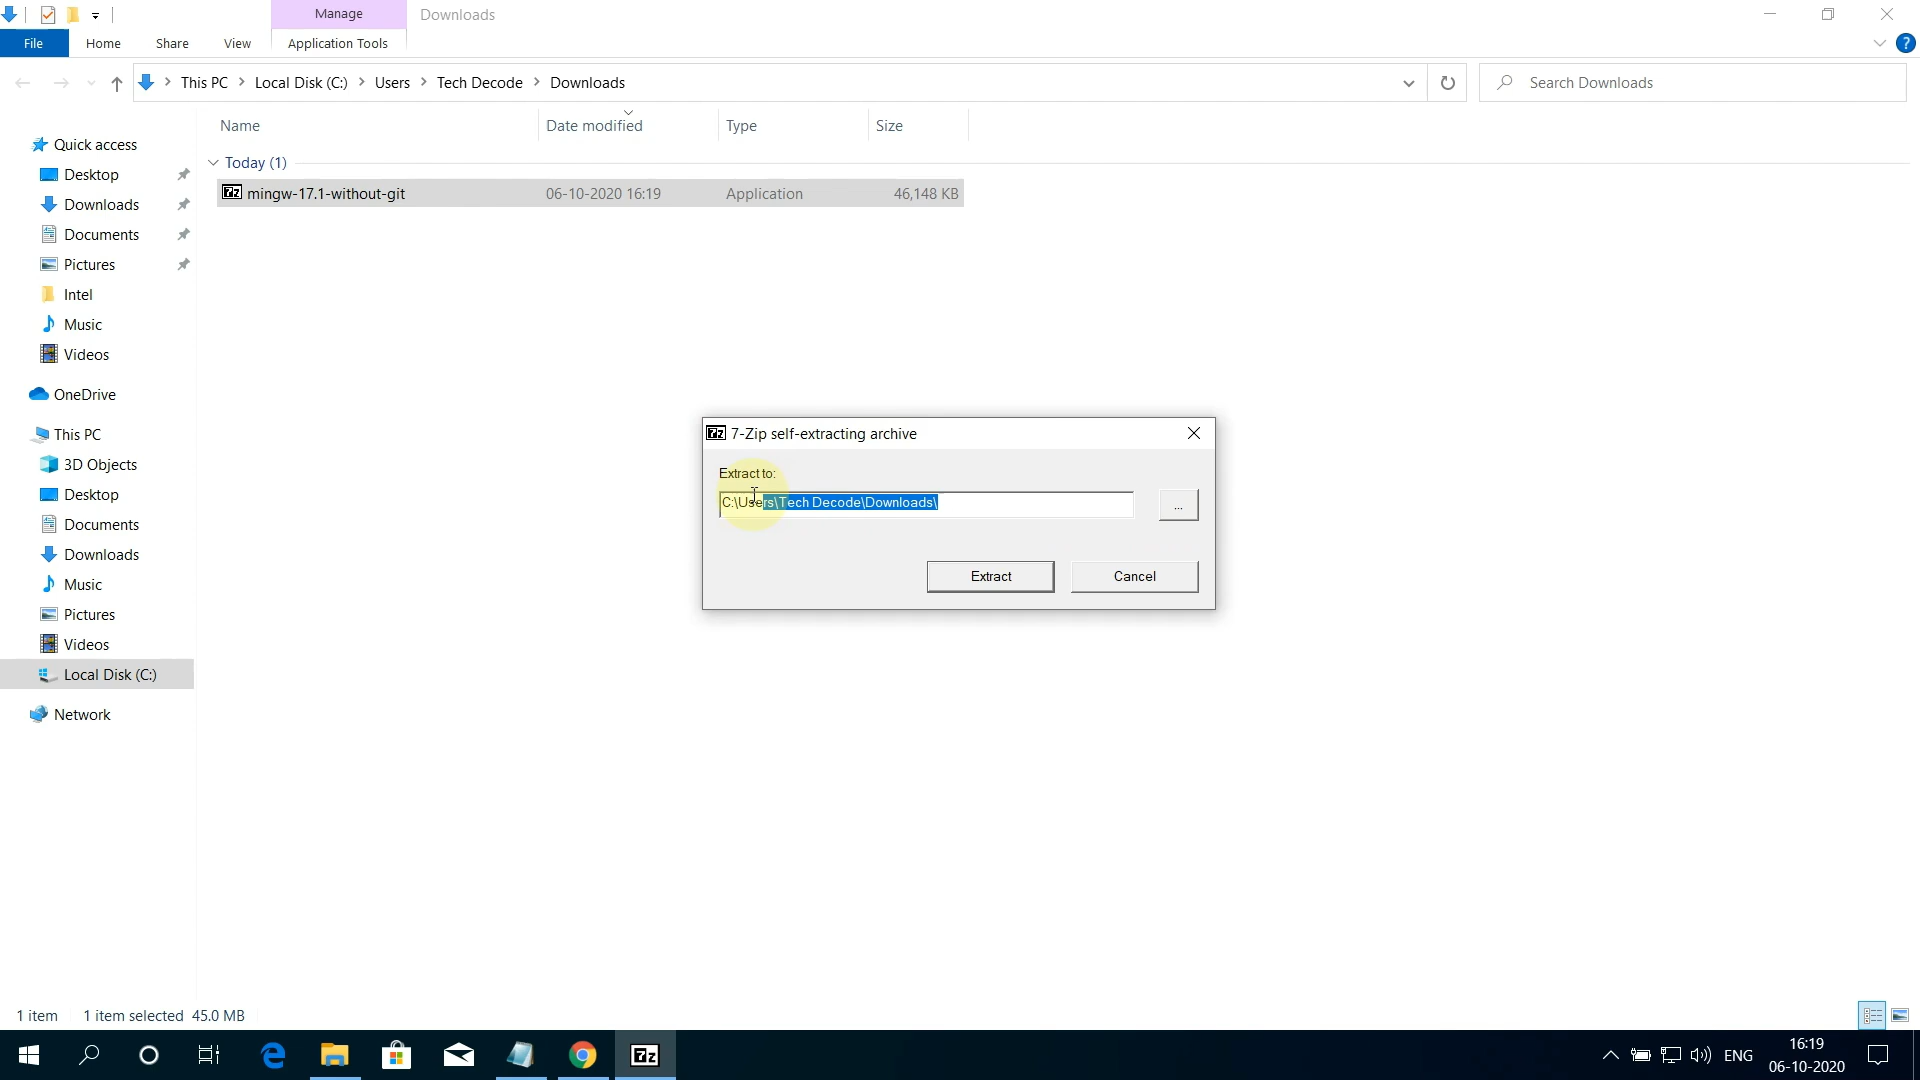 Manage
Downloads
File
Home
Share
View
Application Tools
?
This PC
Local Disk (C:)
Users
Tech Decode
Downloads
Search Downloads
Name
Date modified
Type
Size
Quick access
Desktop
Downloads
Documents
Pictures
Intel
Music
Videos
OneDrive
This PC
3D Objects
Desktop
Documents
Downloads
Music
Pictures
Videos
Local Disk (C:)
Network
Today (1)
7z mingw-17.1-without-git 06-10-2020 16:19 Application 46,148 KB
7z 7-Zip self-extracting archive
Extract to:
C:\Users\Tech Decode\Downloads\
...
Extract
Cancel
1 item
1 item selected 45.0 MB
7z
ENG
16:19
06-10-2020